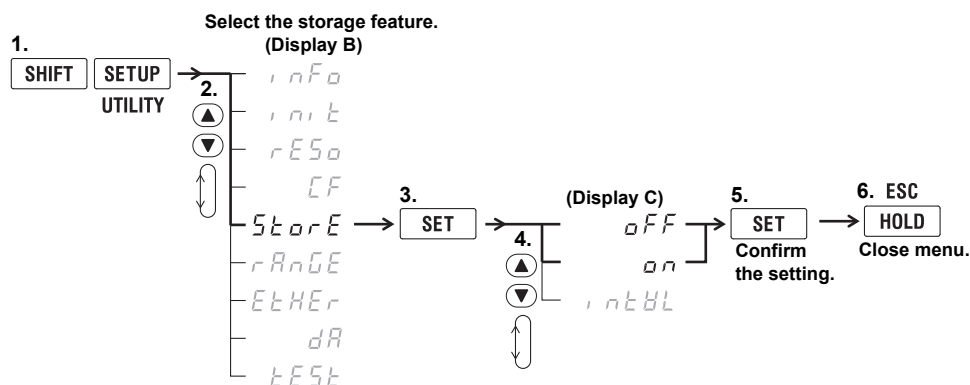 Select the storage feature.
(Display B)
1.
SHIFT SETUP
UTILITY
2.
inFo
init
rESo
CF
StorE
rAnGE
EtHEr
dA
tESt
3.
SET
4.
(Display C)
oFF
on
intVL
5.
SET
Confirm
the setting.
6. ESC
HOLD
Close menu.